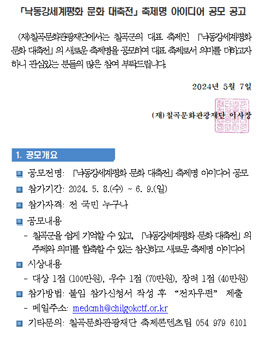 「낙동강세계평화 문화 대축전」 축제명 아이디어 공모 공고
(재)칠곡문화관광재단에서는 칠곡군의 대표 축제인 「낙동강세계평화
문화 대축전」의 새로운 축제명을 공모하여 대표 축제로서 의미를 더하고자
하니 관심있는 분들의 많은 참여 부탁드립니다.
2024년 5월 7일
(재) 칠곡문화관광재단 이사장
1. 공모개요
공모전명: 「낙동강세계평화 문화 대축전」 축제명 아이디어 공모
참가기간: 2024. 5. 8.(수) ~ 6. 9.(일)
참가자격: 전 국민 누구나
공모내용
- 칠곡군을 쉽게 기억할 수 있고, 「낙동강세계평화 문화 대축전」의
주제와 의미를 함축할 수 있는 참신하고 새로운 축제명 아이디어
시상내용
- 대상 1점 (100만원), 우수 1점 (70만원), 장려 1점 (40만원)
참가방법: 붙임 참가신청서 작성 후 “전자우편” 제출
- 메일주소: medcmh@chilgokctf.or.kr
기타문의: 칠곡문화관광재단 축제콘텐츠팀 054 979 6101